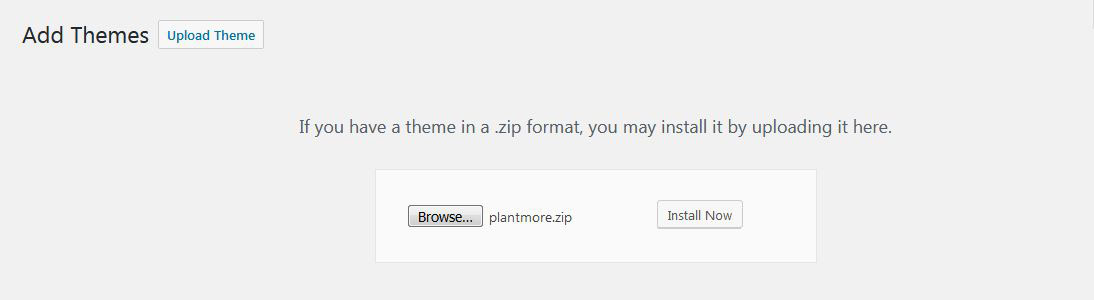 Add Themes Upload Theme
If you have a theme in a .zip format, you may install it by uploading it here.
Browse... plantmore.zip Install Now